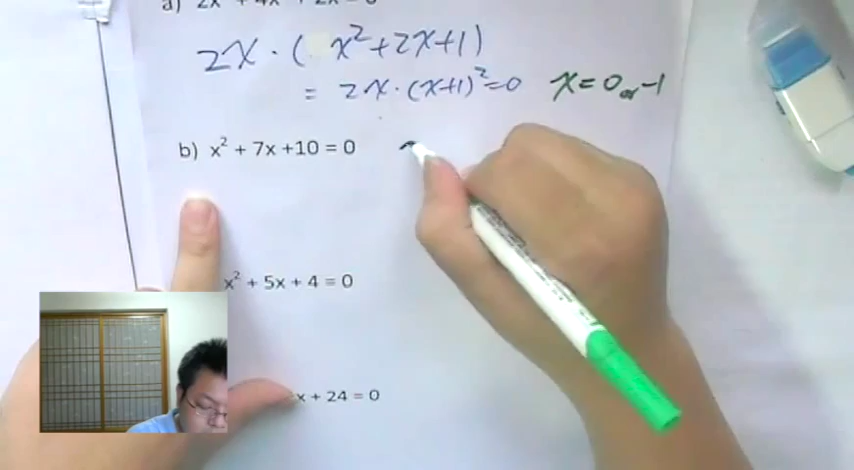 2x · ( x² + 2x + 1 )
= 2x · (x+1)² = 0 x = 0 or -1
b) x² + 7x +10 = 0
x² + 5x + 4 = 0
x + 24 = 0